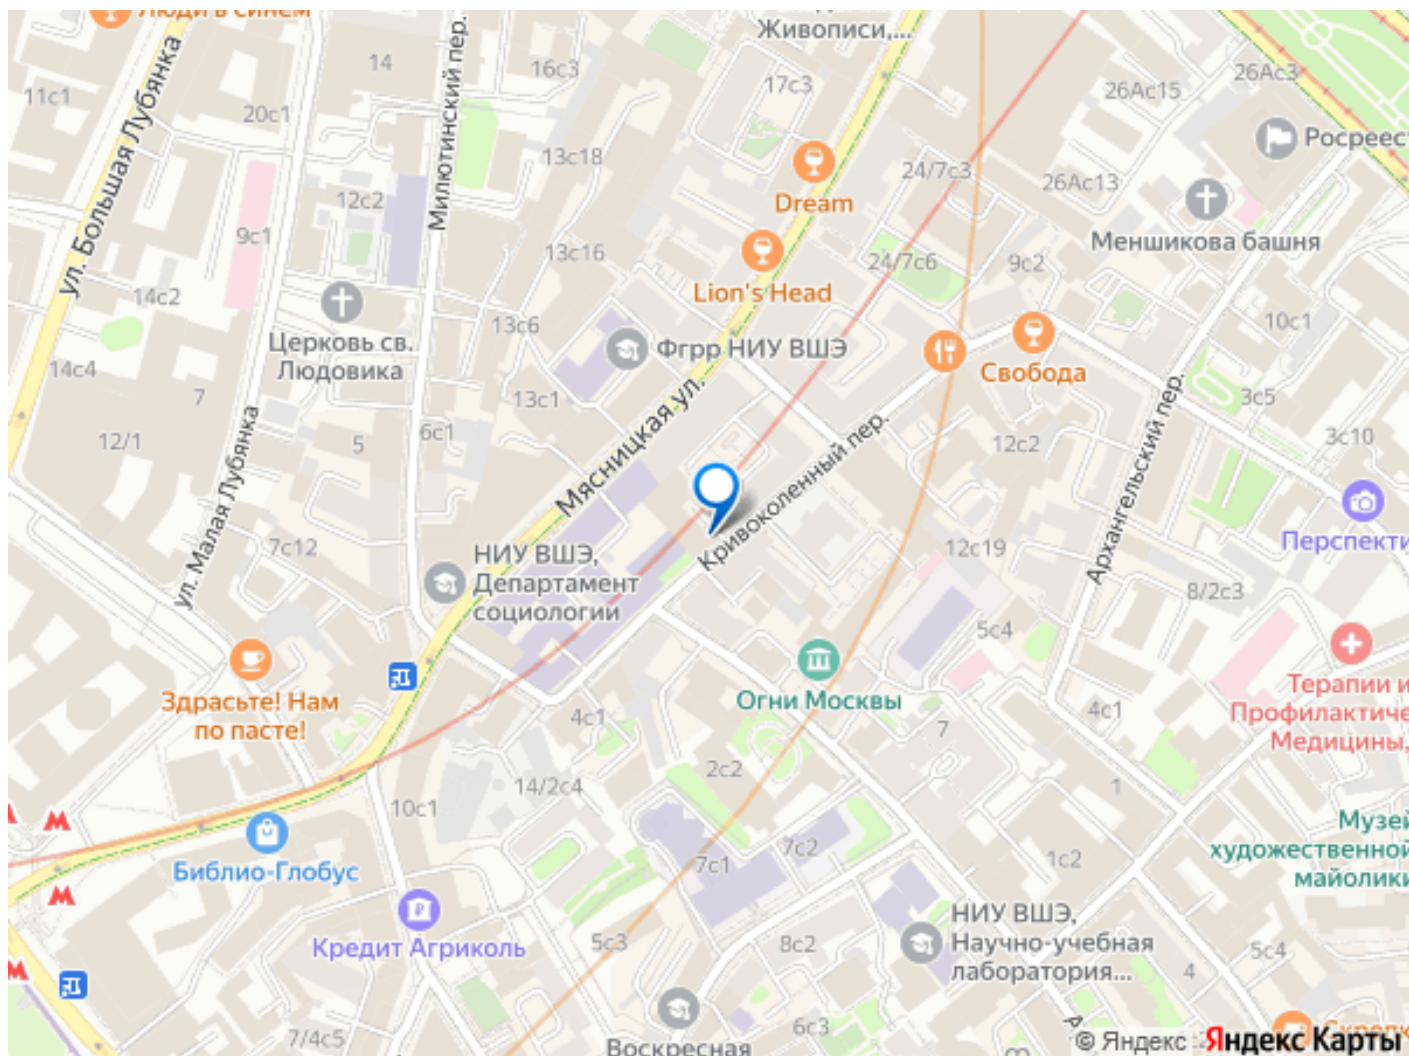 Люди в синем
Живописи,...
ул. Большая Лубянка
Милютинский пер.
11с1
14
20с1
16с3
17с3
26Ас15
26Ас3
Росреест
13с18
Dream
24/7с3
26Ас13
12с2
9с1
Меншикова башня
14с2
13с16
Lion's Head
24/7с6
9с2
10с1
Церковь св.
Людовика
13с6
Фгрр НИУ ВШЭ
Свобода
14с4
7
13с1
Мясницкая ул.
Кривоколенный пер.
Архангельский пер.
3с5
12/1
ул. Малая Лубянка
5
6с1
12с2
3с10
7с12
НИУ ВШЭ,
Департамент
социологии
12с19
Перспекти
8/2с3
5с4
Здрасьте! Нам
по пасте!
Огни Москвы
Терапии и
Профилактиче
Медицины,
4с1
4с1
7
2с2
14/2с4
10с1
1
Библио-Глобус
7с1
7с2
1с2
Музей
художественной
майолики
Кредит Агриколь
5с3
8с2
НИУ ВШЭ,
Научно-учебная
лаборатория...
5с4
4
7/4с5
Воскресная
6с3
© Яндекс Яндекс Карты